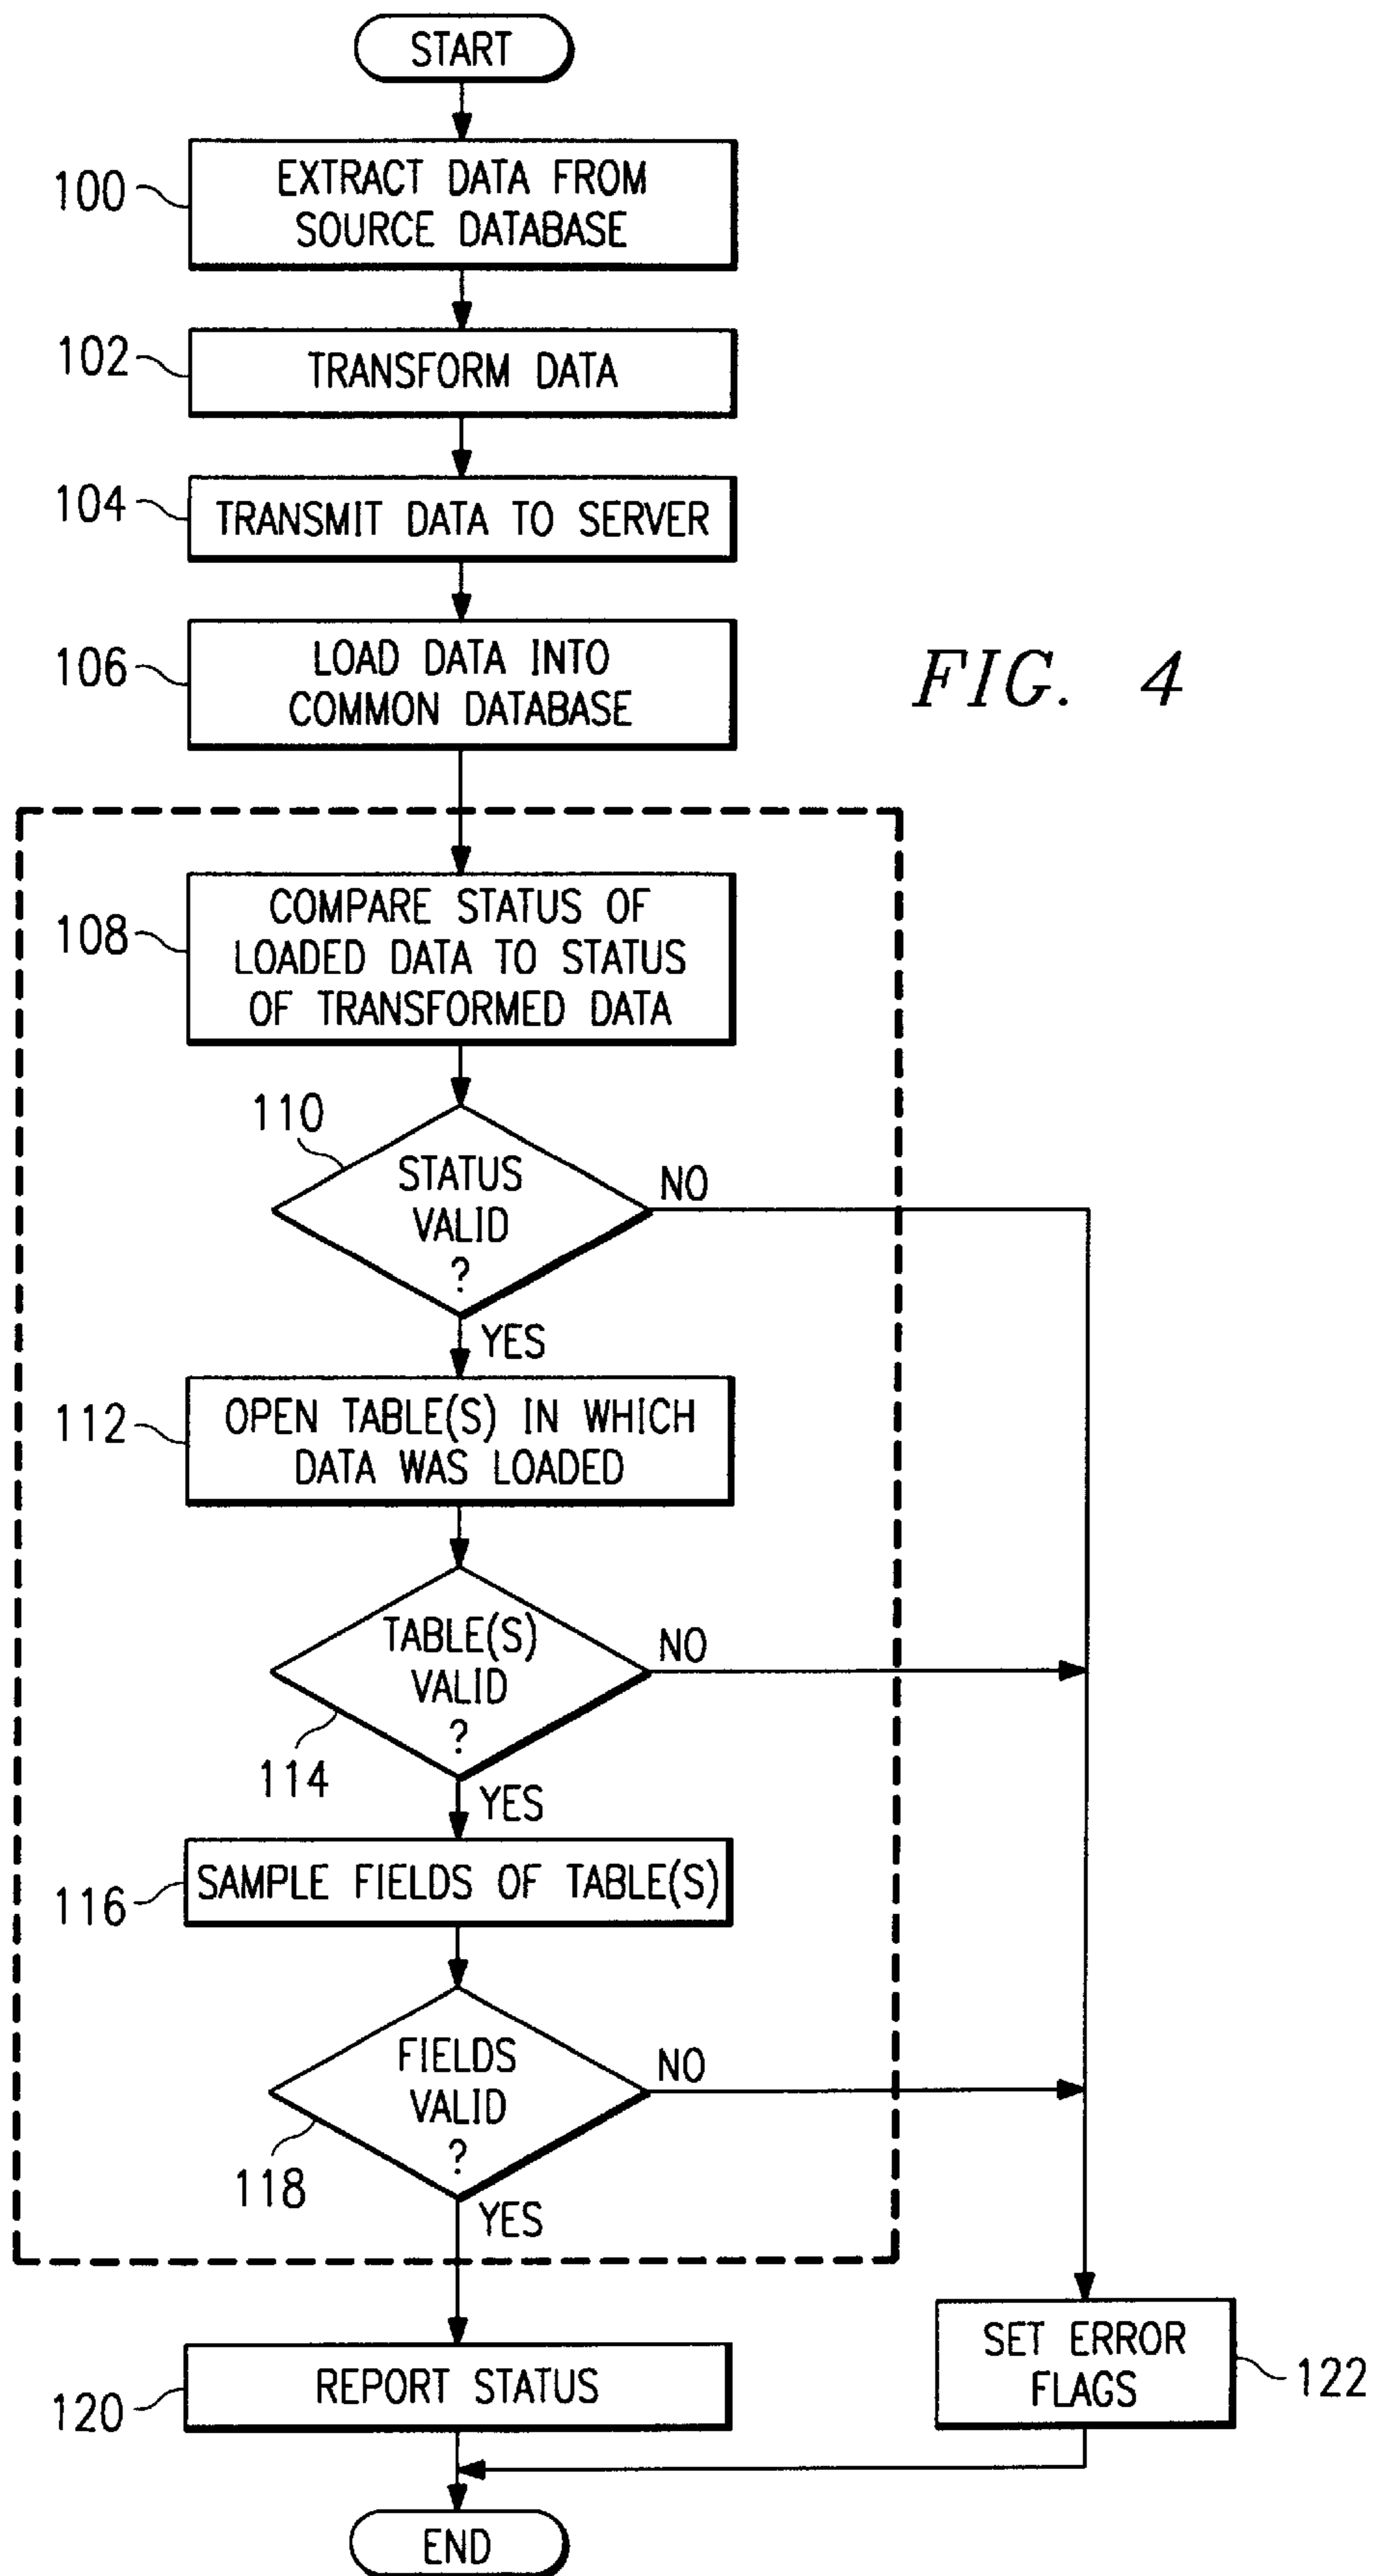 START
100
EXTRACT DATA FROM
SOURCE DATABASE
102
TRANSFORM DATA
104
TRANSMIT DATA TO SERVER
106
LOAD DATA INTO
COMMON DATABASE
FIG. 4
108
COMPARE STATUS OF
LOADED DATA TO STATUS
OF TRANSFORMED DATA
110
STATUS
VALID
?
NO
YES
112
OPEN TABLE(S) IN WHICH
DATA WAS LOADED
TABLE(S)
VALID
?
NO
114
YES
116
SAMPLE FIELDS OF TABLE(S)
FIELDS
VALID
?
NO
118
YES
120
REPORT STATUS
SET ERROR
FLAGS
122
END